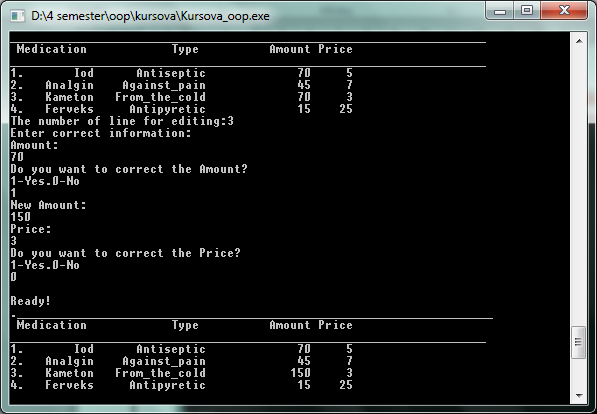 D:\4 semester\oop\kursova\Kursova_oop.exe
Medication Type Amount Price
1. Iod Antiseptic 70 5
2. Analgin Against_pain 45 7
3. Kameton From_the_cold 70 3
4. Ferveks Antipyretic 15 25
The number of line for editing:3
Enter correct information:
Amount:
70
Do you want to correct the Amount?
1-Yes.0-No
1
New Amount:
150
Price:
3
Do you want to correct the Price?
1-Yes.0-No
0
Ready!
Medication Type Amount Price
1. Iod Antiseptic 70 5
2. Analgin Against_pain 45 7
3. Kameton From_the_cold 150 3
4. Ferveks Antipyretic 15 25